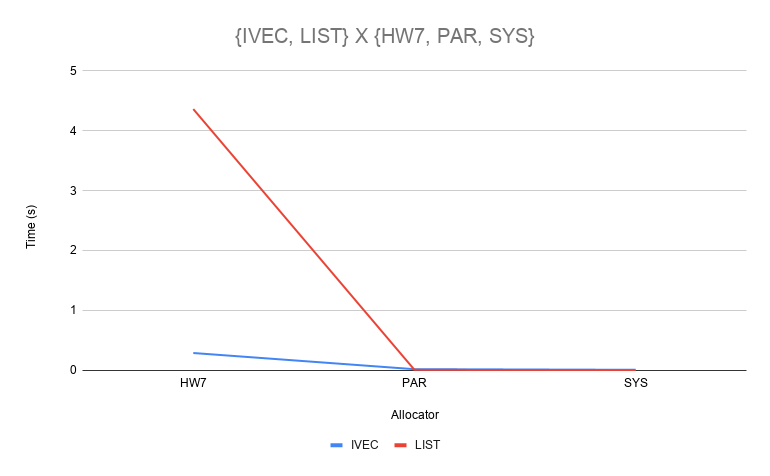 {IVEC, LIST} X {HW7, PAR, SYS}
5
4
3
2
1
0
Time (s)
HW7 PAR SYS
Allocator
IVEC LIST